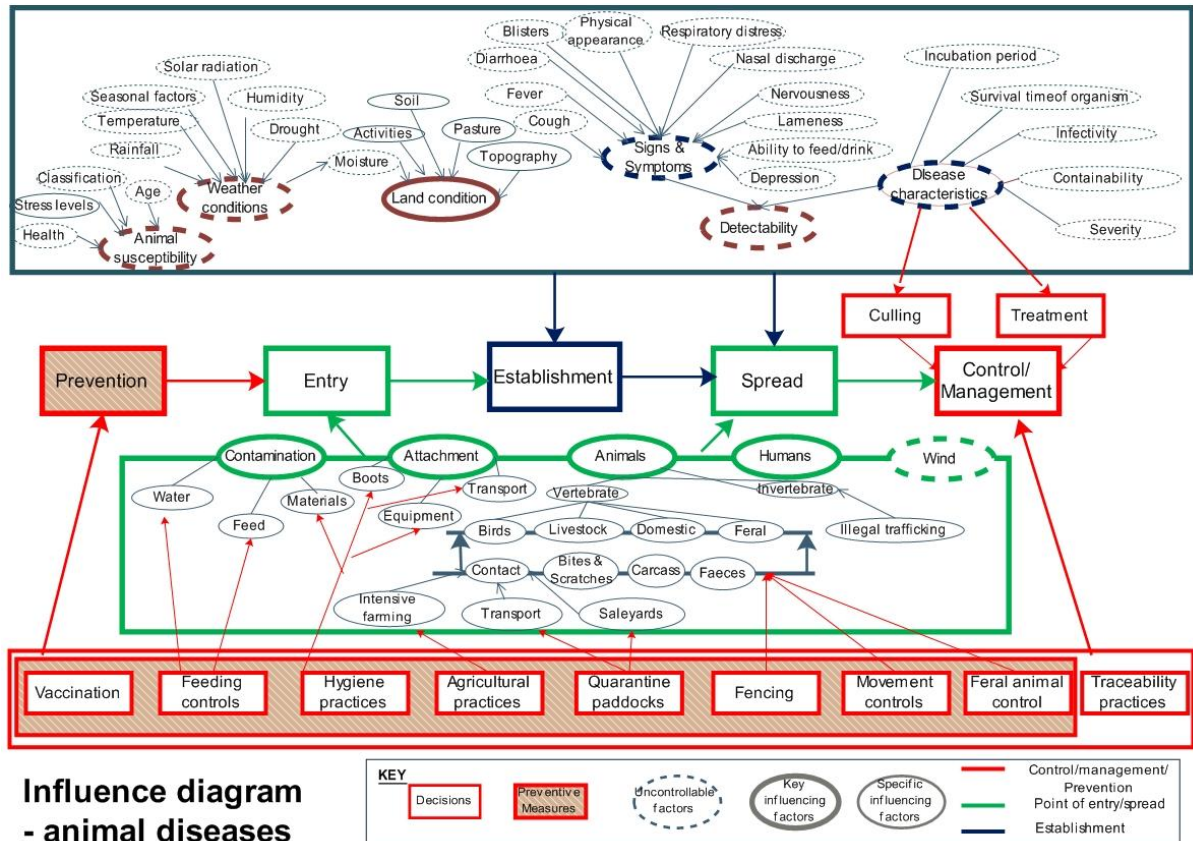 Blisters
Physical
appearance
Respiratory distress
Incubation period
Solar radiation
Diarrhoea
Nasal discharge
Seasonal factors
Humidity
Soil
Fever
Nervousness
Survival timeof organism
Temperature
Drought
Activities
Pasture
Cough
Lameness
Infectivity
Rainfall
Moisture
Topography
Signs &
Symptoms
Ability to feed/drink
Classification
Age
Weather
conditions
Land condition
Depression
Disease
characteristics
Containability
Stress levels
Health
Animal
susceptibility
Detectability
Severity
Culling
Treatment
Prevention
Entry
Establishment
Spread
Control/
Management
Contamination
Attachment
Animals
Humans
Wind
Water
Materials
Boots
Transport
Vertebrate
Invertebrate
Feed
Equipment
Birds
Livestock
Domestic
Feral
Illegal trafficking
Contact
Bites &
Scratches
Carcass
Faeces
Intensive
farming
Transport
Saleyards
Vaccination
Feeding
controls
Hygiene
practices
Agricultural
practices
Quarantine
paddocks
Fencing
Movement
controls
Feral animal
control
Traceability
practices
Influence diagram
- animal diseases
KEY
Decisions
Preventive
Measures
Uncontrollable
factors
Key
influencing
factors
Specific
influencing
factors
Control/management/
Prevention
Point of entry/spread
Establishment